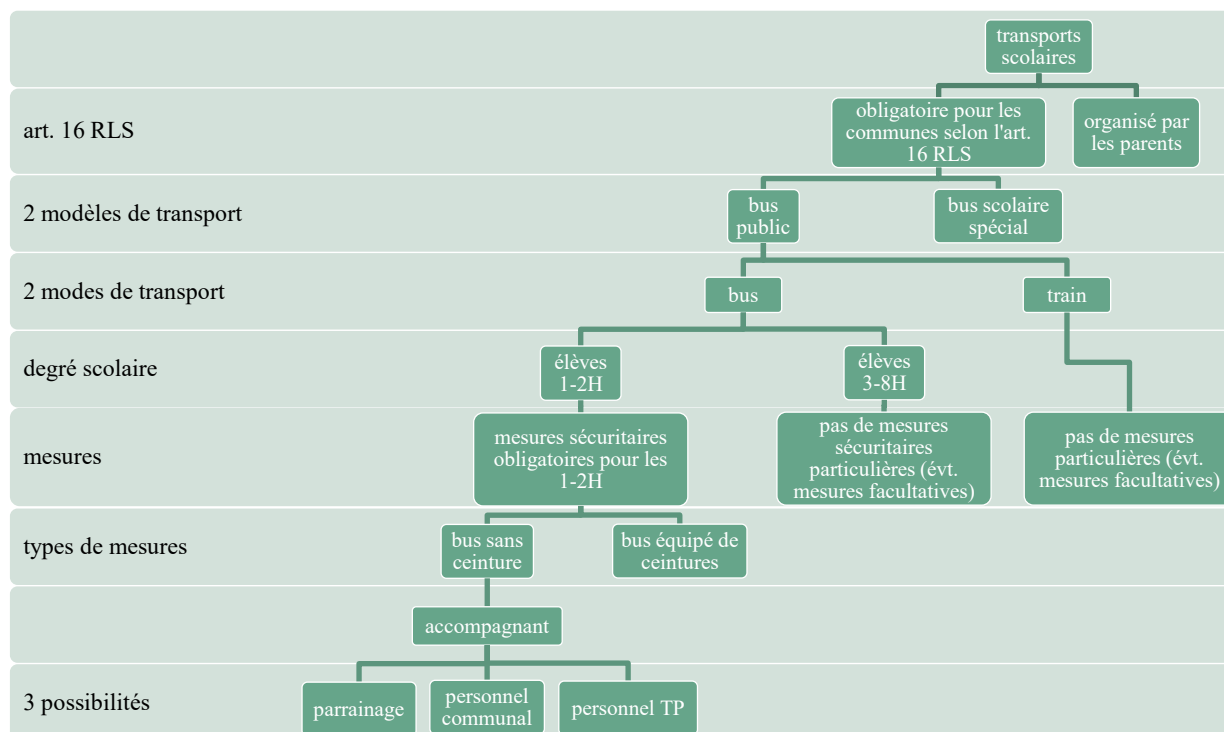 transports
scolaires
art. 16 RLS
obligatoire pour les
communes selon l'art.
16 RLS
organisé par
les parents
2 modèles de transport
bus
public
bus scolaire
spécial
2 modes de transport
bus
train
degré scolaire
élèves
1-2H
élèves
3-8H
mesures
mesures sécuritaires
obligatoires pour les
1-2H
pas de mesures
sécuritaires
particulières (évt.
mesures facultatives)
pas de mesures
particulières (évt.
mesures facultatives)
types de mesures
bus sans
ceinture
bus équipé de
ceintures
accompagnant
3 possibilités
parrainage
personnel
communal
personnel TP